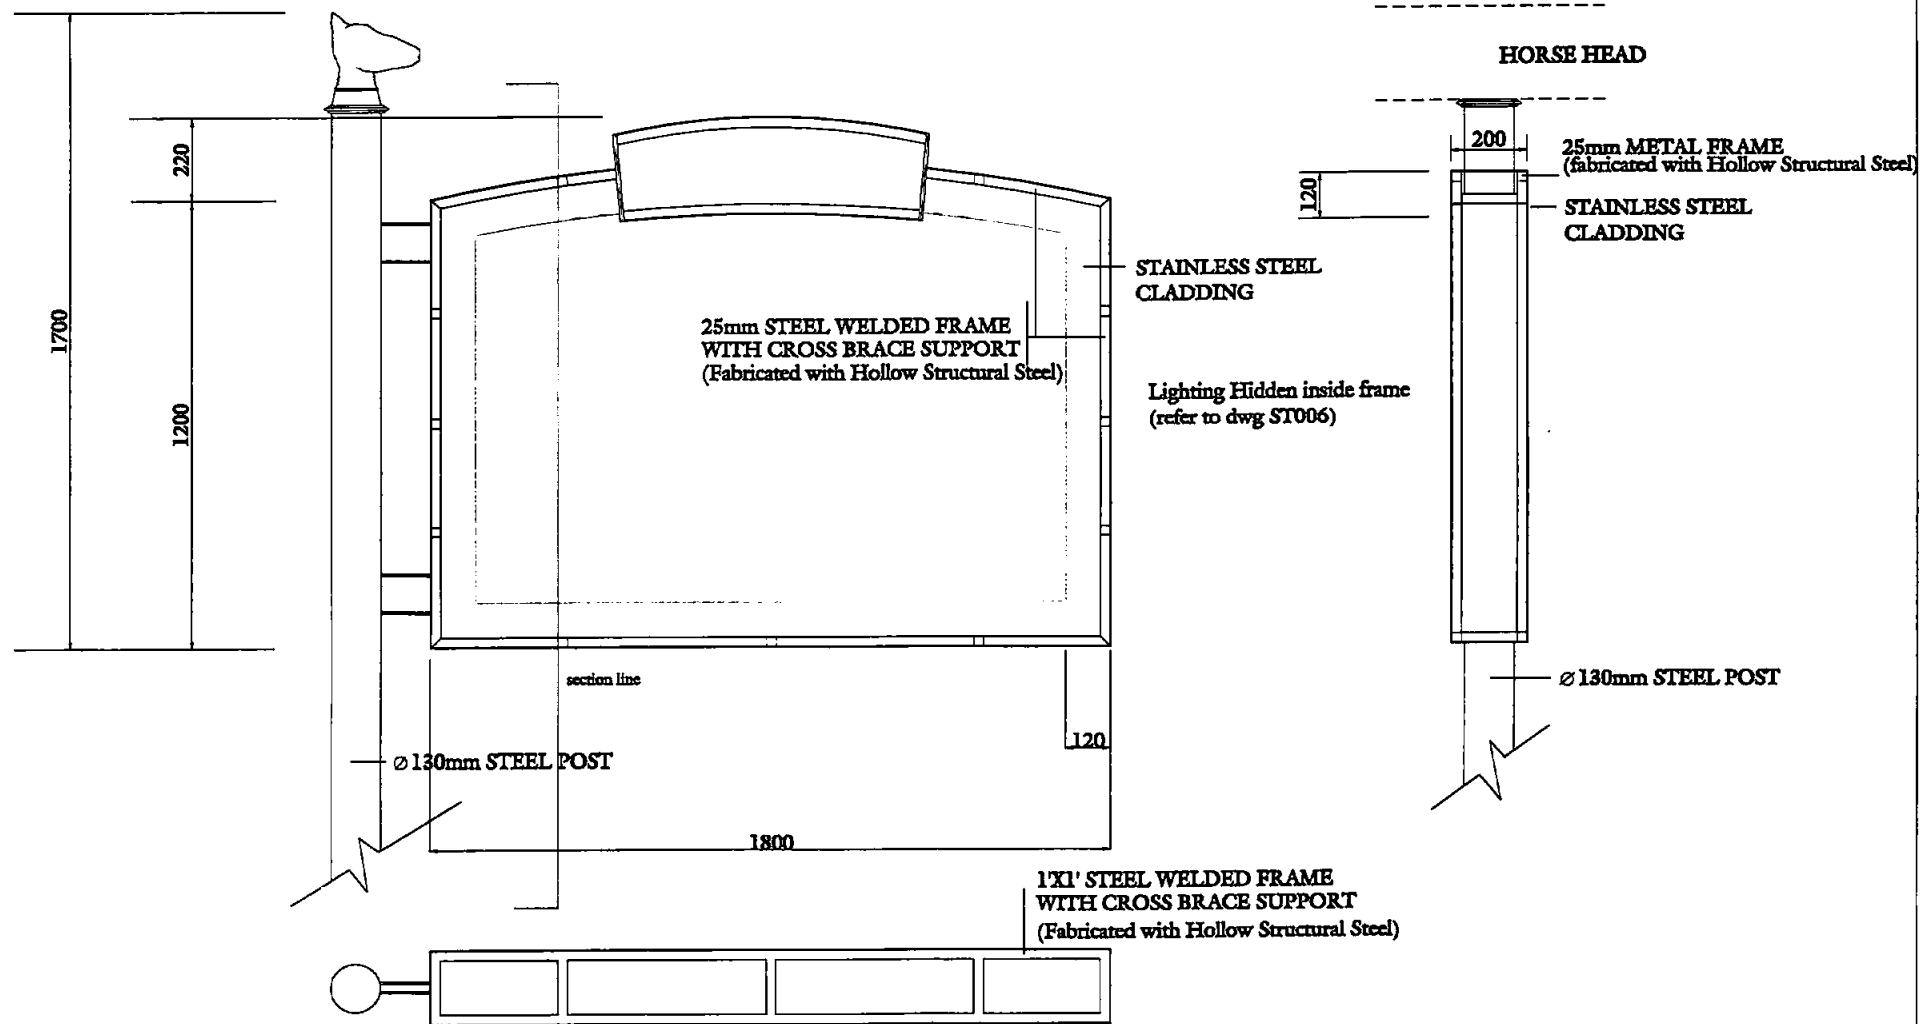 HORSE HEAD
200
25mm METAL FRAME
(fabricated with Hollow Structural Steel)
120
STAINLESS STEEL
CLADDING
220
1700
1200
STAINLESS STEEL
CLADDING
25mm STEEL WELDED FRAME
WITH CROSS BRACE SUPPORT
(Fabricated with Hollow Structural Steel)
Lighting Hidden inside frame
(refer to dwg ST006)
section line
Ø 130mm STEEL POST
120
Ø 130mm STEEL POST
1800
1'X1' STEEL WELDED FRAME
WITH CROSS BRACE SUPPORT
(Fabricated with Hollow Structural Steel)